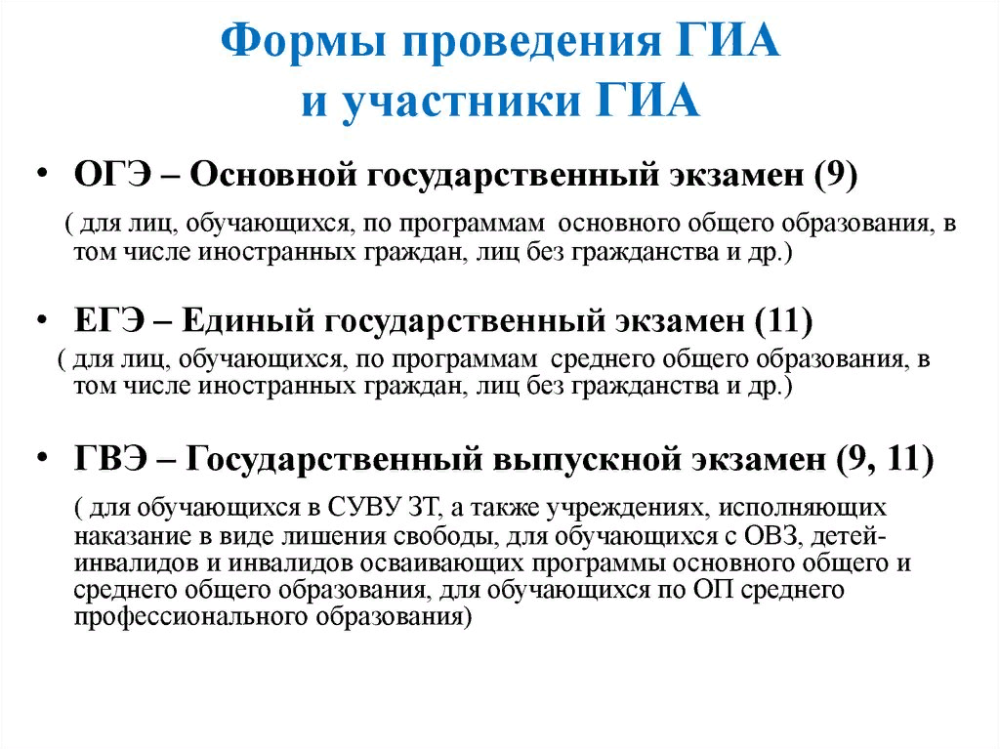 Формы проведения ГИА
и участники ГИА
• ОГЭ – Основной государственный экзамен (9)
( для лиц, обучающихся, по программам основного общего образования, в
том числе иностранных граждан, лиц без гражданства и др.)
• ЕГЭ – Единый государственный экзамен (11)
( для лиц, обучающихся, по программам среднего общего образования, в
том числе иностранных граждан, лиц без гражданства и др.)
• ГВЭ – Государственный выпускной экзамен (9, 11)
( для обучающихся в СУВУ ЗТ, а также учреждениях, исполняющих
наказание в виде лишения свободы, для обучающихся с ОВЗ, детей-
инвалидов и инвалидов осваивающих программы основного общего и
среднего общего образования, для обучающихся по ОП среднего
профессионального образования)